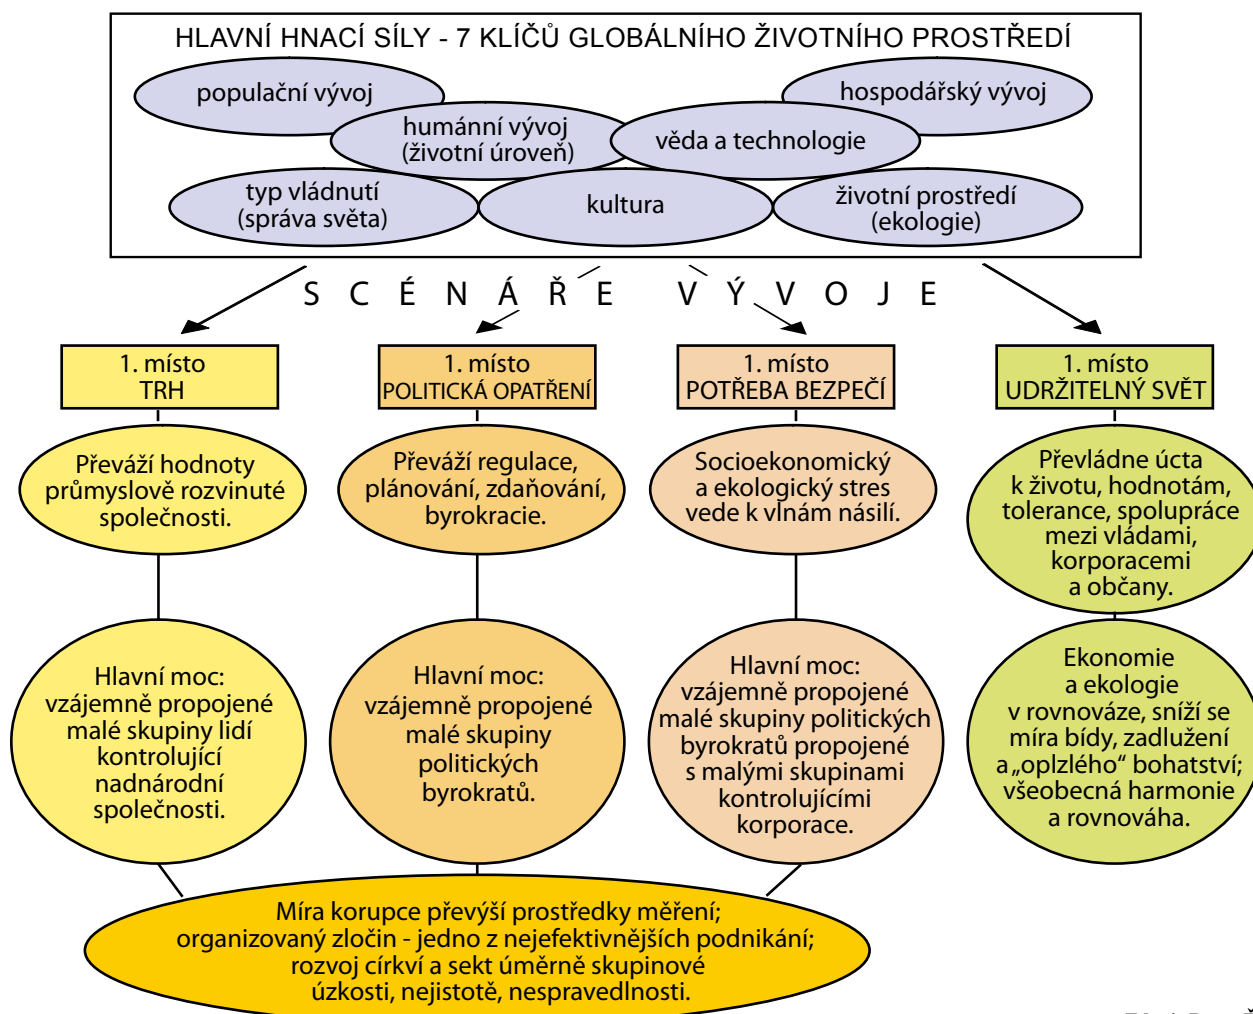 HLAVNÍ HNACÍ SÍLY - 7 KLÍČŮ GLOBÁLNÍHO ŽIVOTNÍHO PROSTŘEDÍ
populační vývoj
hospodářský vývoj
humánní vývoj
(životní úroveň)
věda a technologie
typ vládnutí
(správa světa)
kultura
životní prostředí
(ekologie)
SCÉNÁŘE VÝVOJE
1. místo
TRH
1. místo
POLITICKÁ OPATŘENÍ
1. místo
POTŘEBA BEZPEČÍ
1. místo
UDRŽITELNÝ SVĚT
Převáží hodnoty
průmyslově rozvinuté
společnosti.
Převáží regulace,
plánování, zdaňování,
byrokracie.
Socioekonomický
a ekologický stres
vede k vlnám násilí.
Převládne úcta
k životu, hodnotám,
tolerance, spolupráce
mezi vládami,
korporacemi
a občany.
Hlavní moc:
vzájemně propojené
malé skupiny lidí
kontrolující
nadnárodní
společnosti.
Hlavní moc:
vzájemně propojené
malé skupiny
politických
byrokratů.
Hlavní moc:
vzájemně propojené
malé skupiny politických
byrokratů propojené
s malými skupinami
kontrolujícími
korporace.
Ekonomie
a ekologie
v rovnováze, sníží se
míra bídy, zadlužení
a „oplzlého“ bohatství;
všeobecná harmonie
a rovnováha.
Míra korupce převýší prostředky měření;
organizovaný zločin - jedno z nejefektivnějších podnikání;
rozvoj církví a sekt úměrně skupinové
úzkosti, nejistotě, nespravedlnosti.